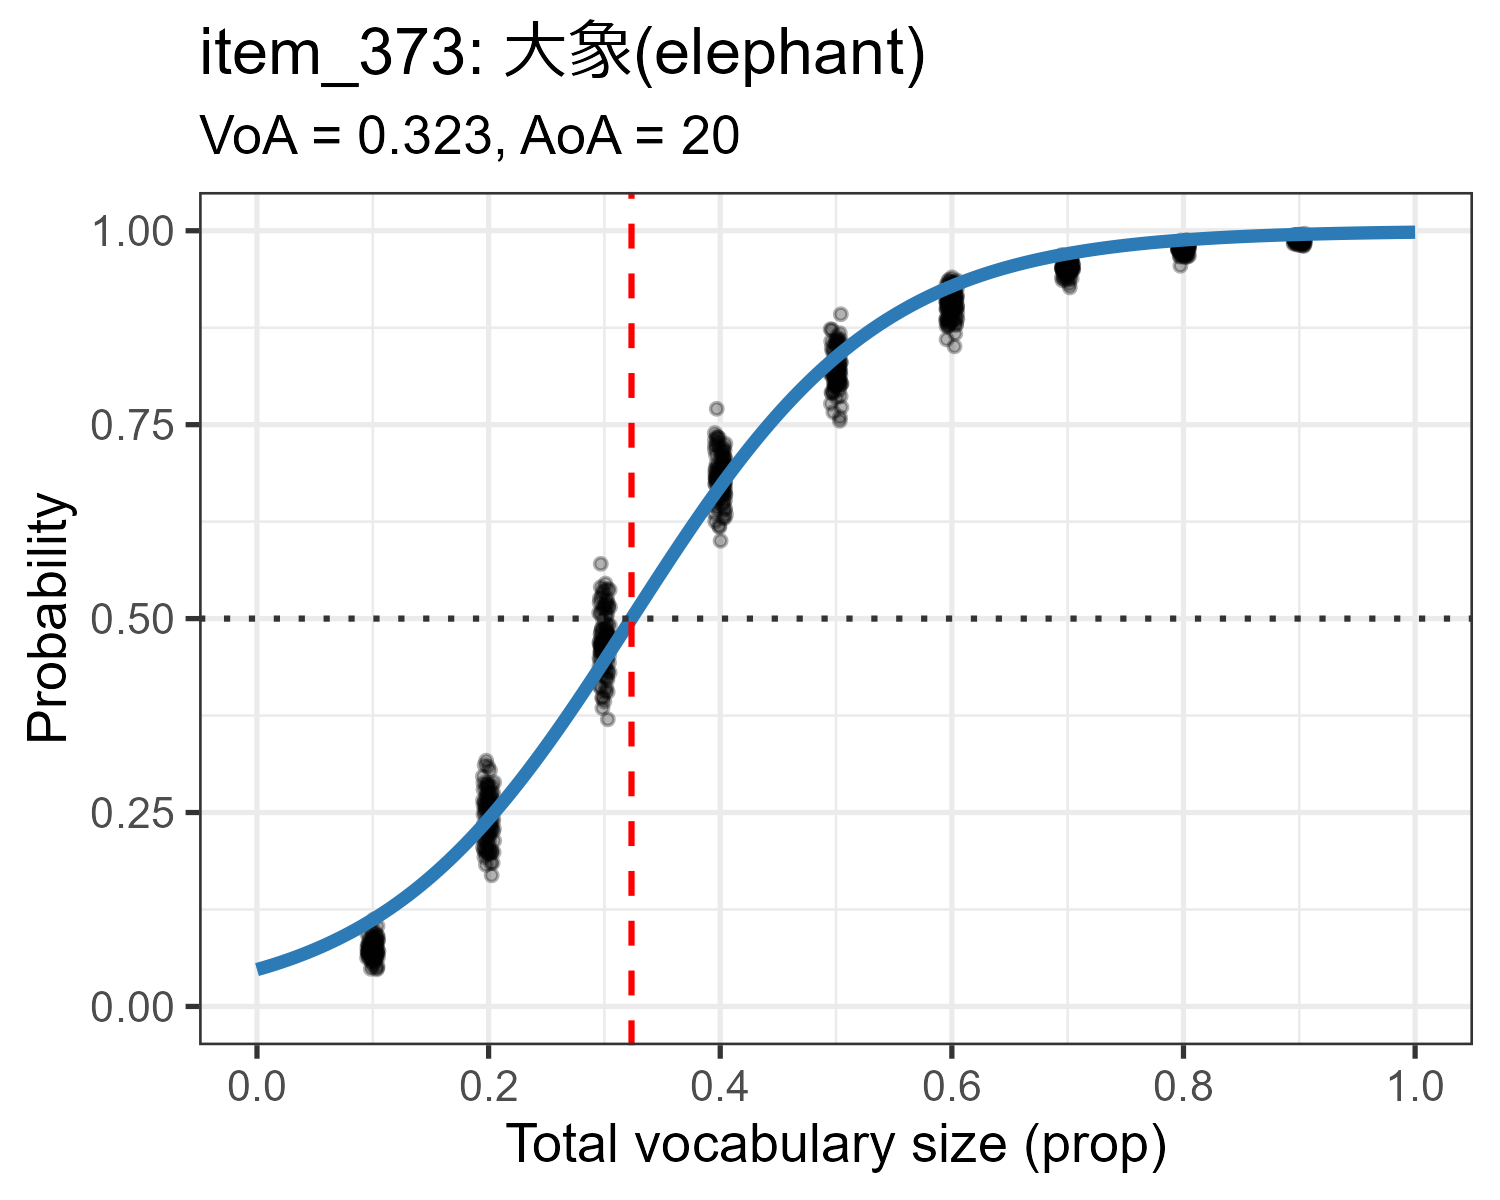 item_373: 大象(elephant)
VoA = 0.323, AoA = 20
1.00
0.75
0.50
0.25
0.00
Probability
0.0 0.2 0.4 0.6 0.8 1.0
Total vocabulary size (prop)